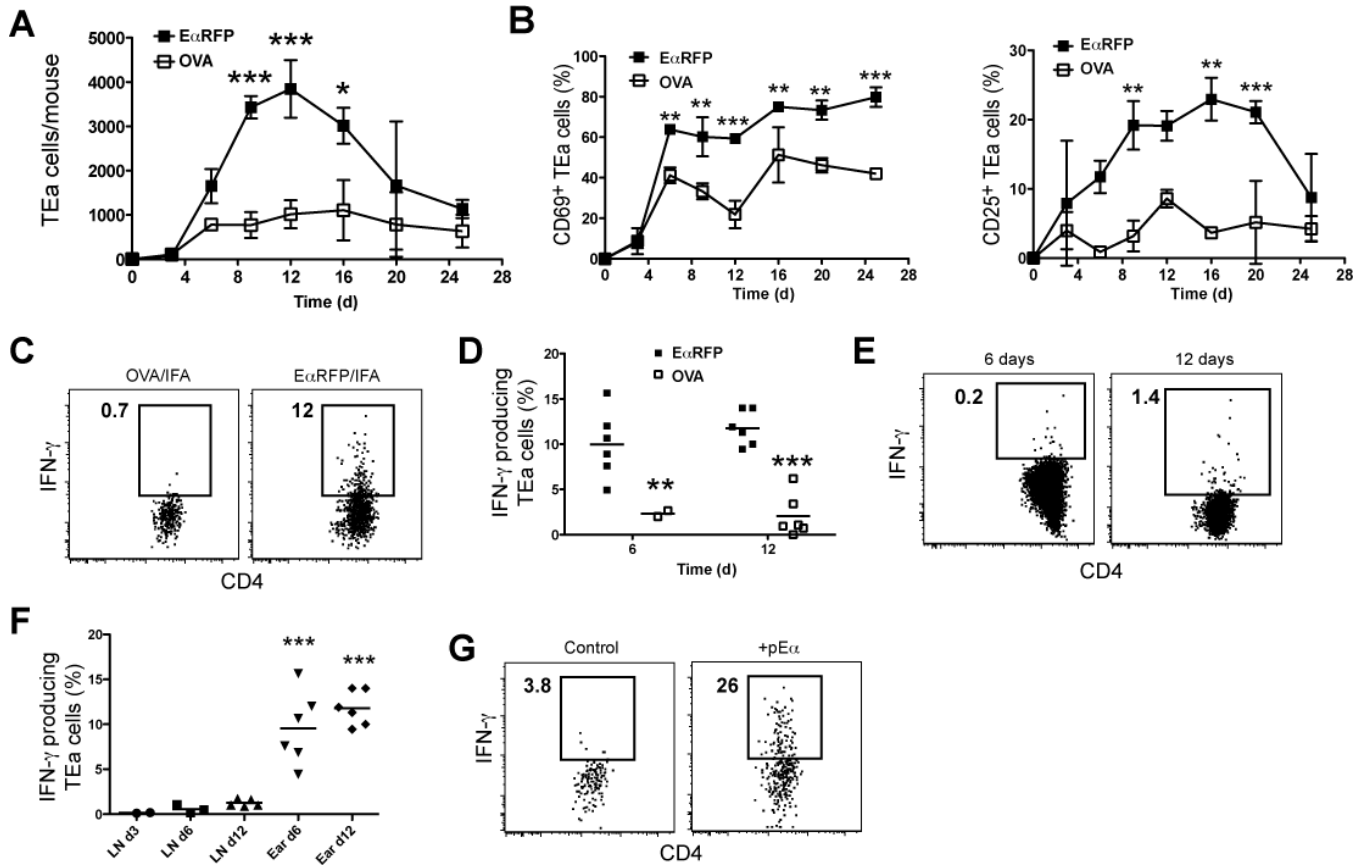 A
EαRFP
OVA
TEa cells/mouse
5000
4000
3000
2000
1000
0
***
***
*
0 4 8 12 16 20 24 28
Time (d)
B
EαRFP
OVA
CD69+ TEa cells (%)
100
80
60
40
20
0
**
**
***
**
**
***
0 4 8 12 16 20 24 28
Time (d)
EαRFP
OVA
CD25+ TEa cells (%)
30
20
10
0
**
**
***
0 4 8 12 16 20 24 28
Time (d)
C
OVA/IFA
EαRFP/IFA
0.7
12
IFN-γ
CD4
D
EαRFP
OVA
IFN-γ producing
TEa cells (%)
20
15
10
5
0
**
***
6 12
Time (d)
E
6 days
12 days
0.2
1.4
IFN-γ
CD4
F
IFN-γ producing
TEa cells (%)
20
15
10
5
0
***
***
LN d3
LN d6
LN d12
Ear d6
Ear d12
G
Control
+pEα
3.8
26
IFN-γ
CD4